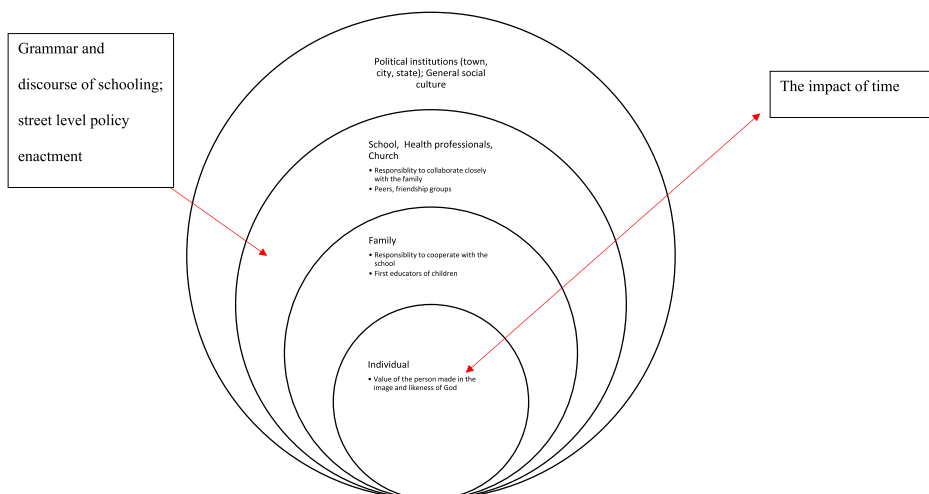 Grammar and
discourse of schooling;
street level policy
enactment
Political institutions (town,
city, state); General social
culture
The impact of time
School, Health professionals,
Church
• Responsiblity to collaborate closely
with the family
• Peers, friendship groups
Family
• Responsiblity to cooperate with the
school
• First educators of children
Individual
• Value of the person made in the
image and likeness of God